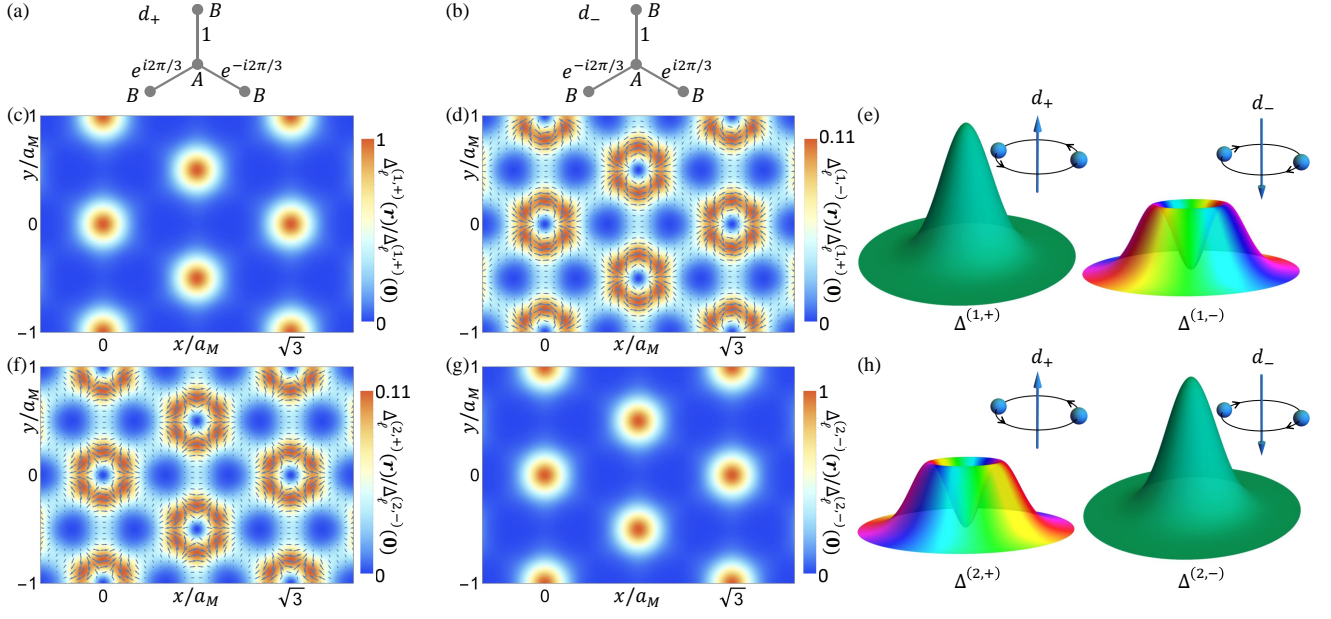 (a)
d₊
B
1
e^{i2π/3}
e^{−i2π/3}
A
B
B
(b)
d₋
B
1
e^{−i2π/3}
e^{i2π/3}
A
B
B
(c)
1
0
−1
y/a_M
0
x/a_M
√3
1
0
Δ_ℓ^{(1,+)}(r)/Δ_ℓ^{(1,+)}(0)
(d)
1
0
−1
y/a_M
0
x/a_M
√3
0.11
0
Δ_ℓ^{(1,−)}(r)/Δ_ℓ^{(1,+)}(0)
(e)
d₊
d₋
Δ^{(1,+)}
Δ^{(1,−)}
(f)
1
0
−1
y/a_M
0
x/a_M
√3
0.11
0
Δ_ℓ^{(2,+)}(r)/Δ_ℓ^{(2,−)}(0)
(g)
1
0
−1
y/a_M
0
x/a_M
√3
1
0
Δ_ℓ^{(2,−)}(r)/Δ_ℓ^{(2,−)}(0)
(h)
d₊
d₋
Δ^{(2,+)}
Δ^{(2,−)}